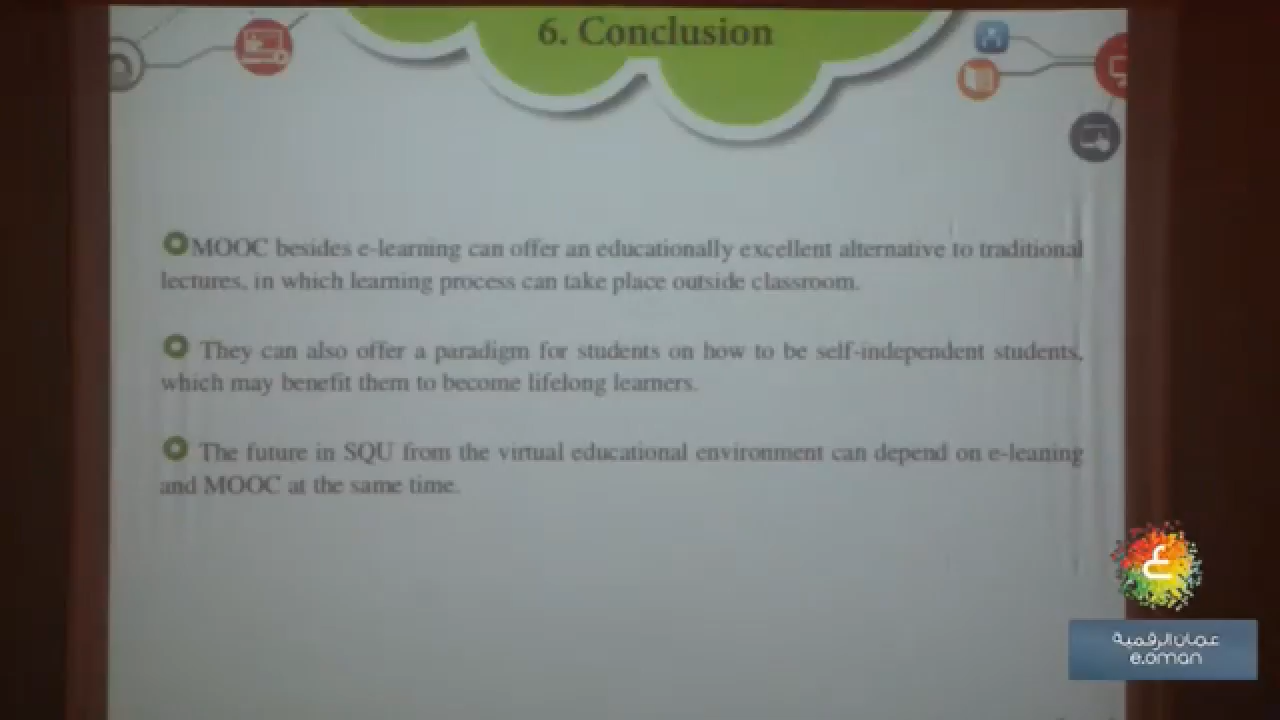 6. Conclusion
MOOC besides e-learning can offer an educationally excellent alternative to traditional
lectures, in which learning process can take place outside classroom.
They can also offer a paradigm for students on how to be self-independent students,
which may benefit them to become lifelong learners.
The future in SQU from the virtual educational environment can depend on e-leaning
and MOOC at the same time.
ع
عمان الرقمية
e.oman